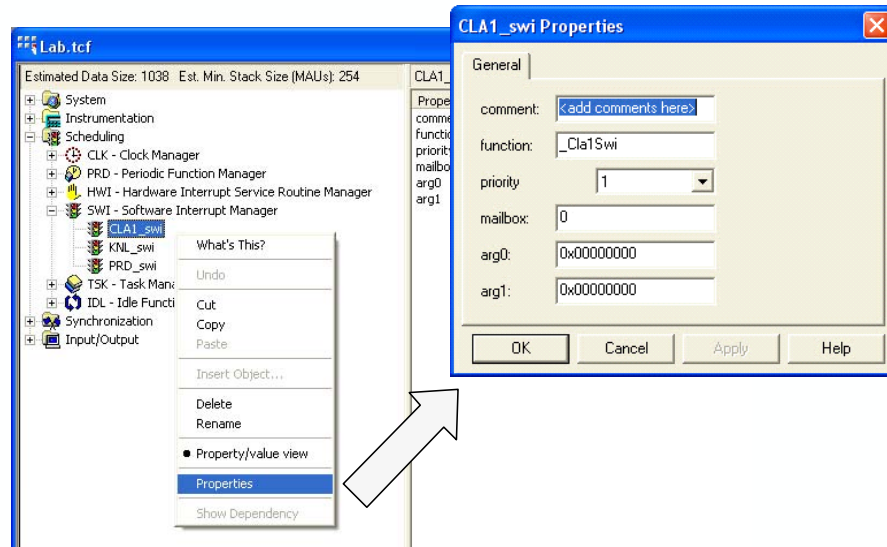 Lab.tcf
Estimated Data Size: 1038 Est. Min. Stack Size (MAUs): 254
System
Instrumentation
Scheduling
CLK - Clock Manager
PRD - Periodic Function Manager
HWI - Hardware Interrupt Service Routine Manager
SWI - Software Interrupt Manager
CLA1_swi
KNL_swi
PRD_swi
TSK - Task Mana
IDL - Idle Functi
Synchronization
Input/Output
What's This?
Undo
Cut
Copy
Paste
Insert Object...
Delete
Rename
Property/value view
Properties
Show Dependency
CLA1_
Prope
comme
functio
priorit
mailbo
arg0
arg1
CLA1_swi Properties
General
comment: <add comments here>
function: _Cla1Swi
priority 1
mailbox: 0
arg0: 0x00000000
arg1: 0x00000000
OK Cancel Apply Help